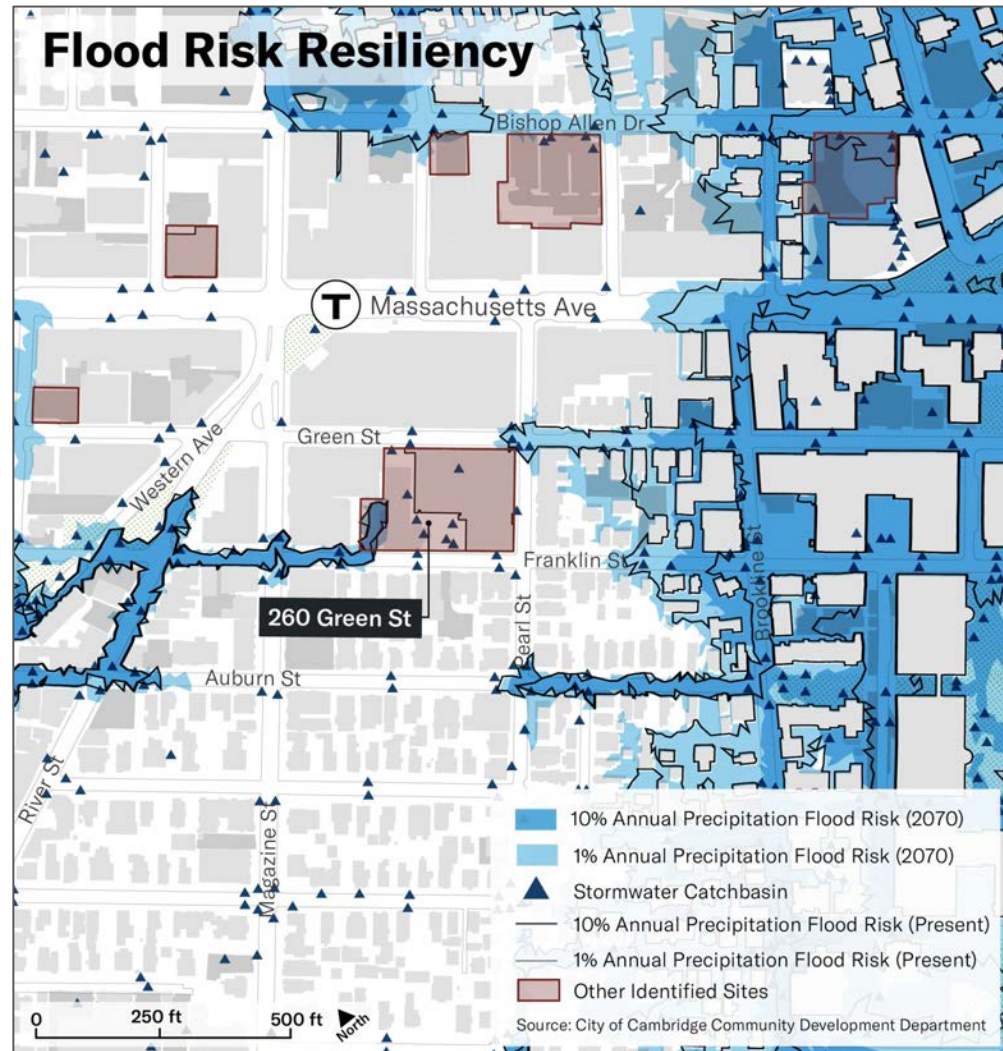 Flood Risk Resiliency
Bishop Allen Dr
T Massachusetts Ave
Green St
Western Ave
Franklin St
260 Green St
Brookline St
Pearl St
Auburn St
River St
Magazine St
10% Annual Precipitation Flood Risk (2070)
1% Annual Precipitation Flood Risk (2070)
Stormwater Catchbasin
10% Annual Precipitation Flood Risk (Present)
1% Annual Precipitation Flood Risk (Present)
Other Identified Sites
0 250 ft 500 ft North
Source: City of Cambridge Community Development Department